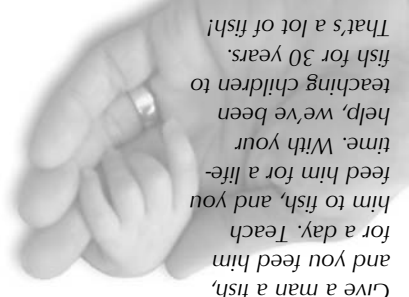 Give a man a fish,
and you feed him
for a day. Teach
him to fish, and you
feed him for a life-
time. With your
help, we've been
teaching children to
fish for 30 years.
That's a lot of fish!